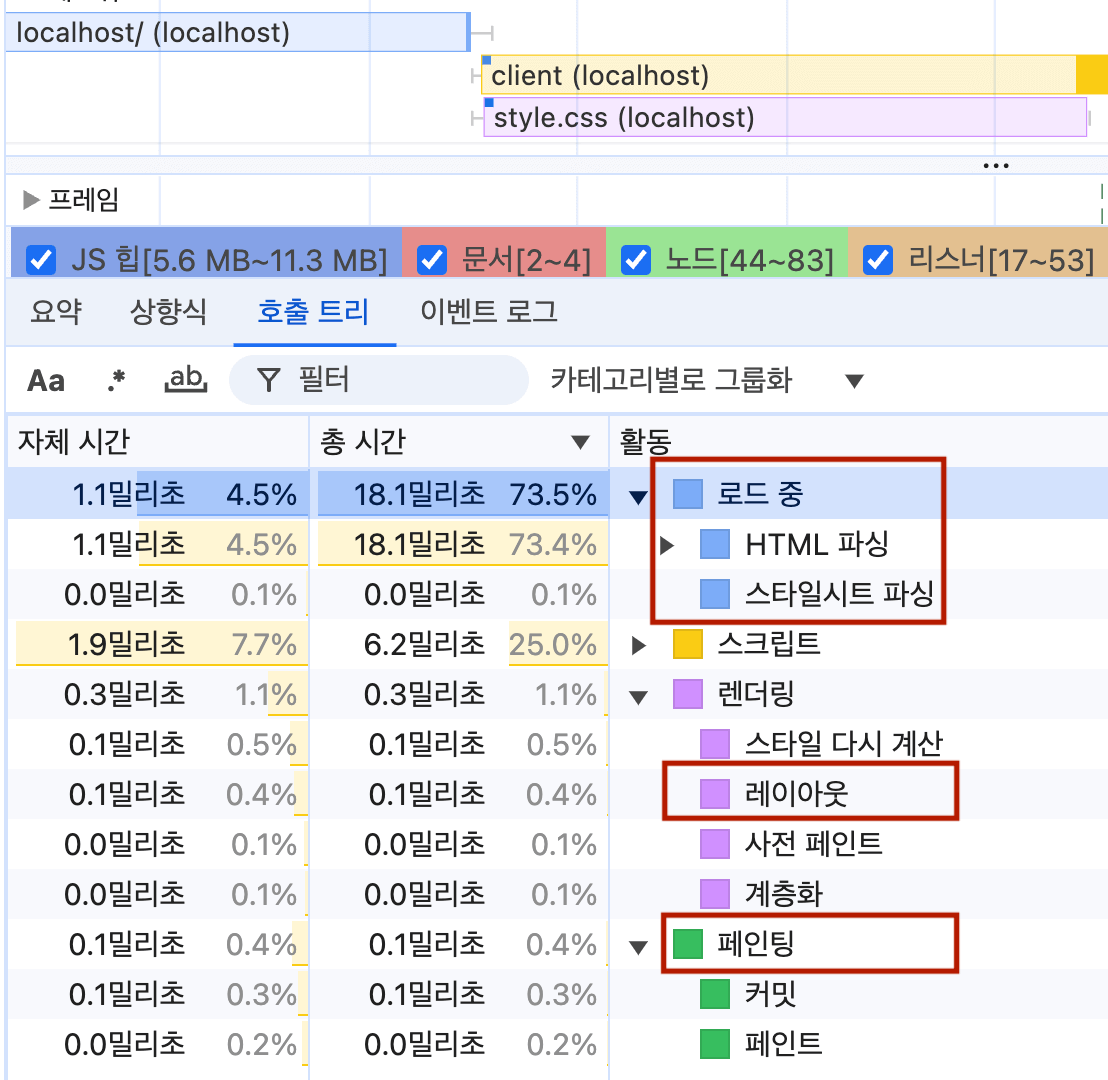 localhost/ (localhost)
client (localhost)
style.css (localhost)
...
프레임
JS 힙[5.6 MB~11.3 MB] 문서[2~4] 노드[44~83] 리스너[17~53]
요약 상향식 호출 트리 이벤트 로그
Aa .* ab 필터 카테고리별로 그룹화
자체 시간 총 시간 활동
1.1밀리초 4.5% 18.1밀리초 73.5% 로드 중
1.1밀리초 4.5% 18.1밀리초 73.4% HTML 파싱
0.0밀리초 0.1% 0.0밀리초 0.1% 스타일시트 파싱
1.9밀리초 7.7% 6.2밀리초 25.0% 스크립트
0.3밀리초 1.1% 0.3밀리초 1.1% 렌더링
0.1밀리초 0.5% 0.1밀리초 0.5% 스타일 다시 계산
0.1밀리초 0.4% 0.1밀리초 0.4% 레이아웃
0.0밀리초 0.1% 0.0밀리초 0.1% 사전 페인트
0.0밀리초 0.1% 0.0밀리초 0.1% 계층화
0.1밀리초 0.4% 0.1밀리초 0.4% 페인팅
0.1밀리초 0.3% 0.1밀리초 0.3% 커밋
0.0밀리초 0.2% 0.0밀리초 0.2% 페인트